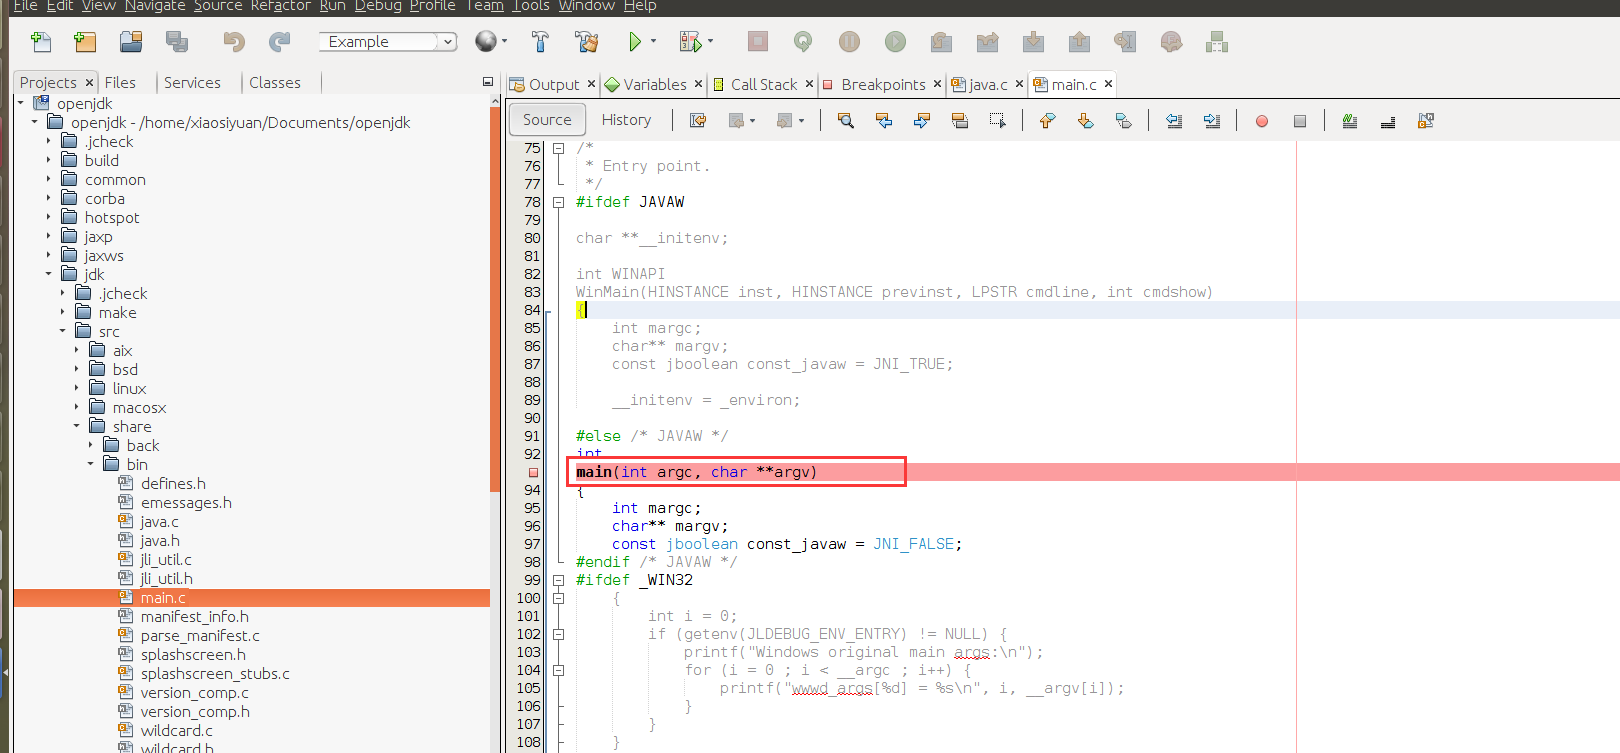 File Edit View Navigate Source Refactor Run Debug Profile Team Tools Window Help
Example
Projects Files Services Classes
Output Variables Call Stack Breakpoints java.c main.c
Source History
openjdk
openjdk - /home/xiaosiyuan/Documents/openjdk
.jcheck
build
common
corba
hotspot
jaxp
jaxws
jdk
.jcheck
make
src
aix
bsd
linux
macosx
share
back
bin
defines.h
emessages.h
java.c
java.h
jli_util.c
jli_util.h
main.c
manifest_info.h
parse_manifest.c
splashscreen.h
splashscreen_stubs.c
version_comp.c
version_comp.h
wildcard.c
wildcard.h
75 /*
76 * Entry point.
77 */
78 #ifdef JAVAW
79
80 char **__initenv;
81
82 int WINAPI
83 WinMain(HINSTANCE inst, HINSTANCE previnst, LPSTR cmdline, int cmdshow)
84 {
85 int margc;
86 char** margv;
87 const jboolean const_javaw = JNI_TRUE;
88
89 __initenv = _environ;
90
91 #else /* JAVAW */
92 int
main(int argc, char **argv)
94 {
95 int margc;
96 char** margv;
97 const jboolean const_javaw = JNI_FALSE;
98 #endif /* JAVAW */
99 #ifdef _WIN32
100 {
101 int i = 0;
102 if (getenv(JLDEBUG_ENV_ENTRY) != NULL) {
103 printf("Windows original main args:\n");
104 for (i = 0 ; i < __argc ; i++) {
105 printf("wwwd_args[%d] = %s\n", i, __argv[i]);
106 }
107 }
108 }